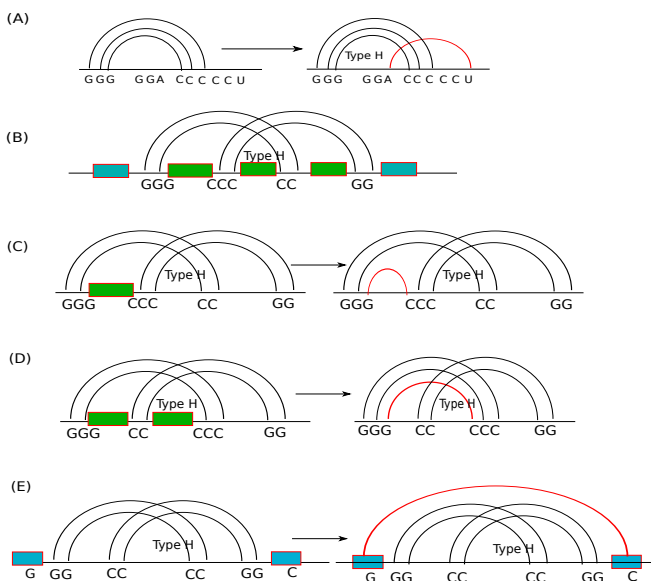 (A)
Type H
GGG GGA CCCCCU GGG GGA CCCCCU
(B)
Type H
GGG CCC CC GG
(C)
Type H Type H
GGG CCC CC GG GGG CCC CC GG
(D)
Type H Type H
GGG CC CCC GG GGG CC CCC GG
(E)
Type H Type H
G GG CC CC GG C G GG CC CC GG C